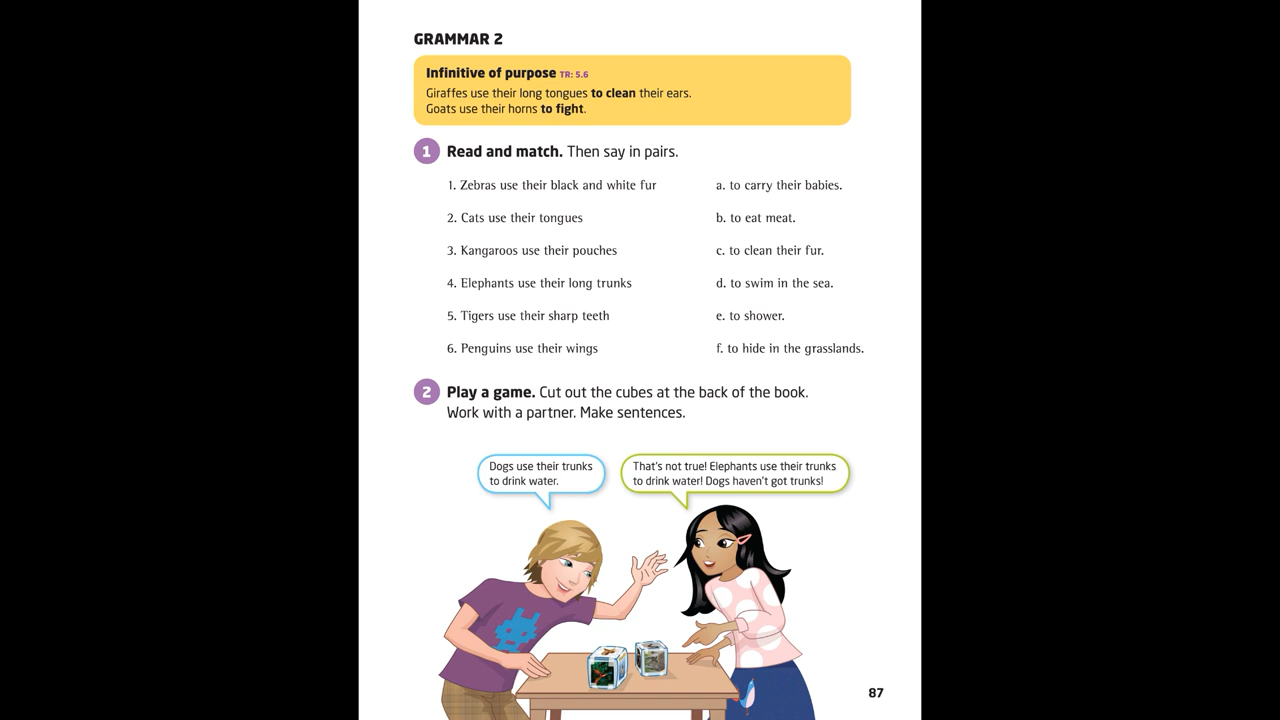 GRAMMAR 2
Infinitive of purpose TR: 5.6
Giraffes use their long tongues to clean their ears.
Goats use their horns to fight.
1 Read and match. Then say in pairs.
1. Zebras use their black and white fur
a. to carry their babies.
2. Cats use their tongues
b. to eat meat.
3. Kangaroos use their pouches
c. to clean their fur.
4. Elephants use their long trunks
d. to swim in the sea.
5. Tigers use their sharp teeth
e. to shower.
6. Penguins use their wings
f. to hide in the grasslands.
2 Play a game. Cut out the cubes at the back of the book.
Work with a partner. Make sentences.
Dogs use their trunks
to drink water.
That's not true! Elephants use their trunks
to drink water! Dogs haven't got trunks!
87